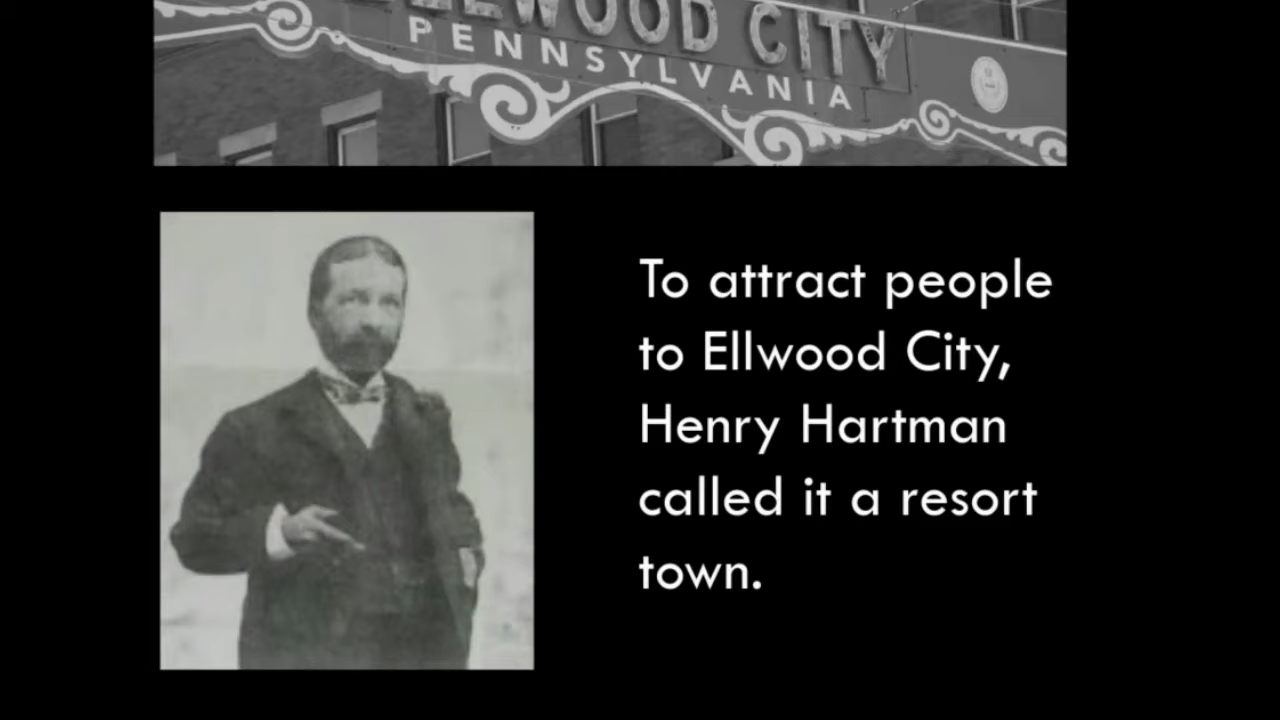 ELLWOOD CITY
PENNSYLVANIA
To attract people
to Ellwood City,
Henry Hartman
called it a resort
town.